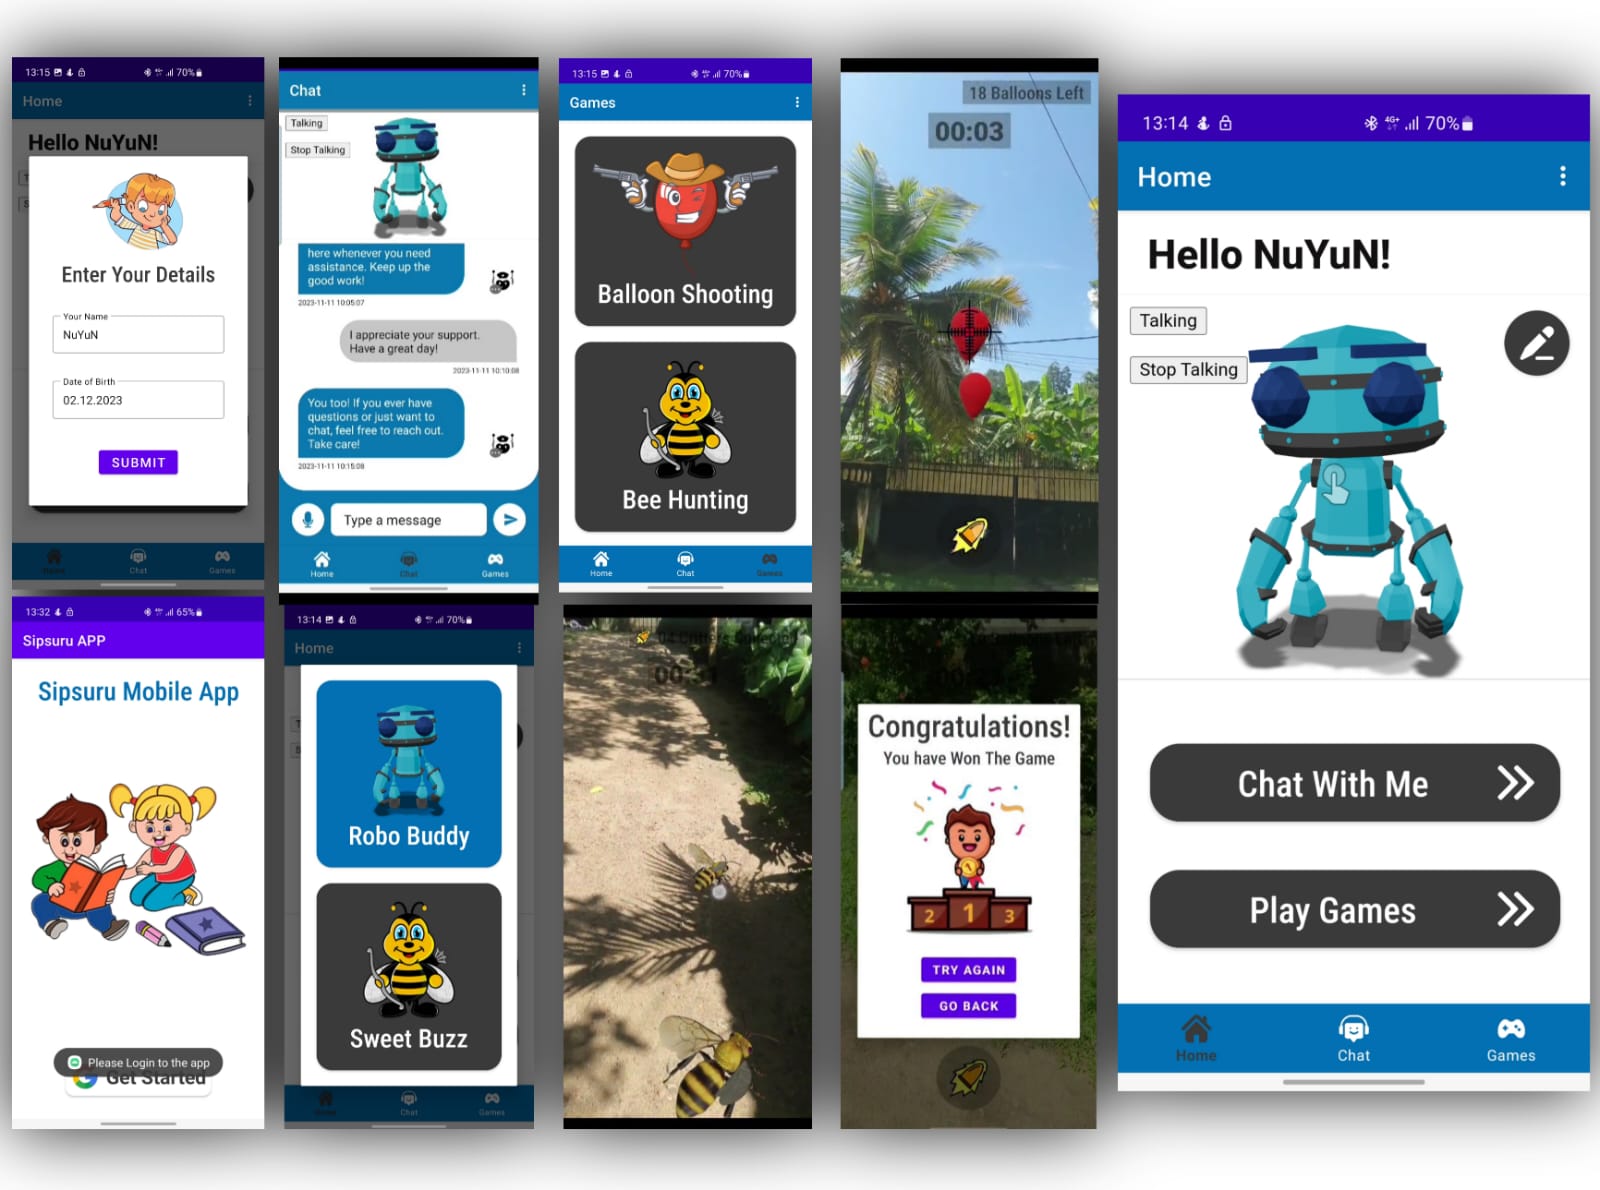 13:15
70%
Home
Hello NuYuN!
Enter Your Details
Your Name
NuYuN
Date of Birth
02.12.2023
SUBMIT
Home
Chat
Games
Chat
Talking
Stop Talking
here whenever you need
assistance. Keep up the
good work!
2023-11-11 10:05:07
I appreciate your support.
Have a great day!
2023-11-11 10:10:08
You too! If you ever have
questions or just want to
chat, feel free to reach out.
Take care!
2023-11-11 10:15:08
Type a message
Home
Chat
Games
13:15
70%
Games
Balloon Shooting
Bee Hunting
Home
Chat
Games
18 Balloons Left
00:03
13:14
4G+
70%
Home
Hello NuYuN!
Talking
Stop Talking
Chat With Me
Play Games
Home
Chat
Games
13:32
65%
Sipsuru APP
Sipsuru Mobile App
Please Login to the app
Get Started
13:14
70%
Home
Robo Buddy
Sweet Buzz
Home
Chat
Games
04 Critters
Congratulations!
You have Won The Game
2 1 3
TRY AGAIN
GO BACK